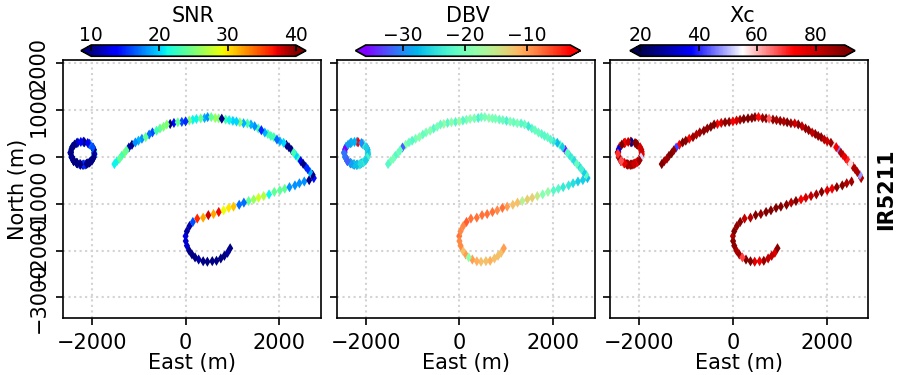 SNR DBV Xc
10 20 30 40 −30 −20 −10 20 40 60 80
North (m)
2000
1000
0
−1000
−2000
−3000
IR5211
−2000 0 2000 −2000 0 2000 −2000 0 2000
East (m) East (m) East (m)